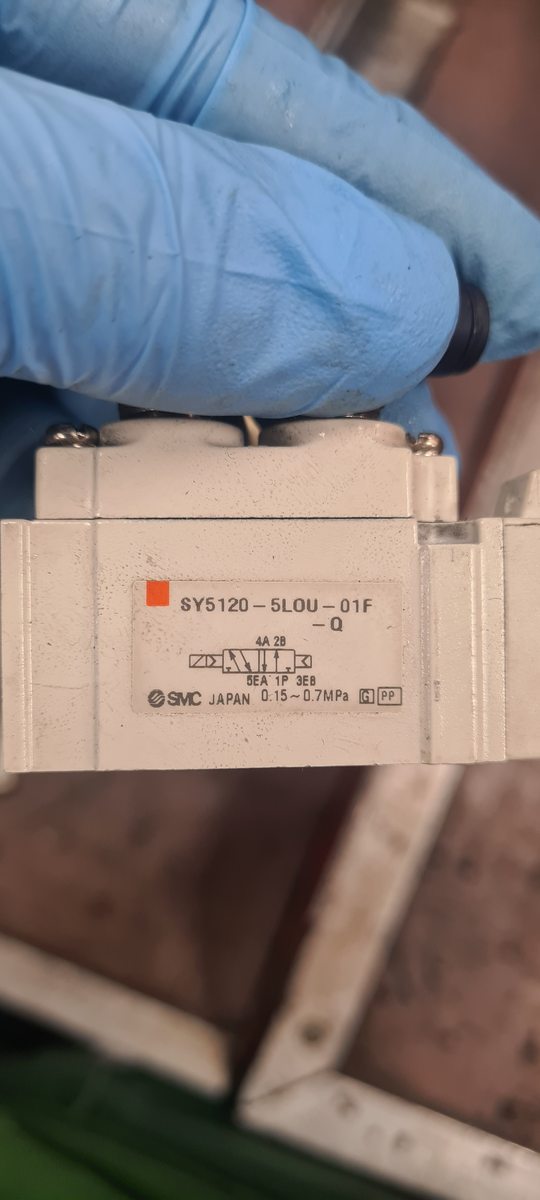 SY5120-5LOU-01F
-Q
4A 2B
5EA 1P 3EB
SMC JAPAN 0.15~0.7MPa G PP